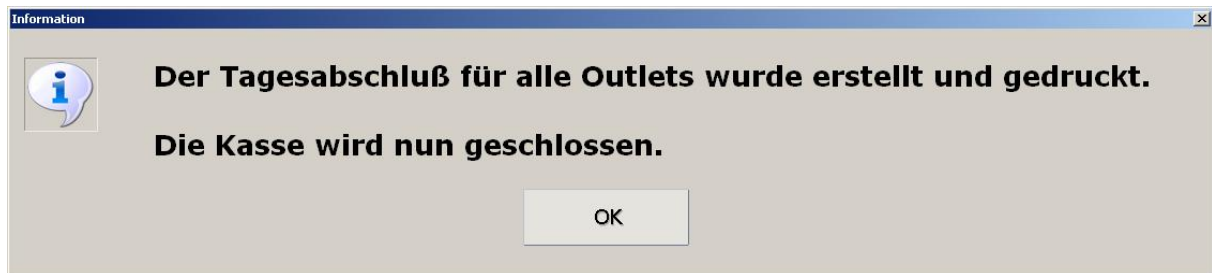 Information
Der Tagesabschluß für alle Outlets wurde erstellt und gedruckt.
Die Kasse wird nun geschlossen.
OK